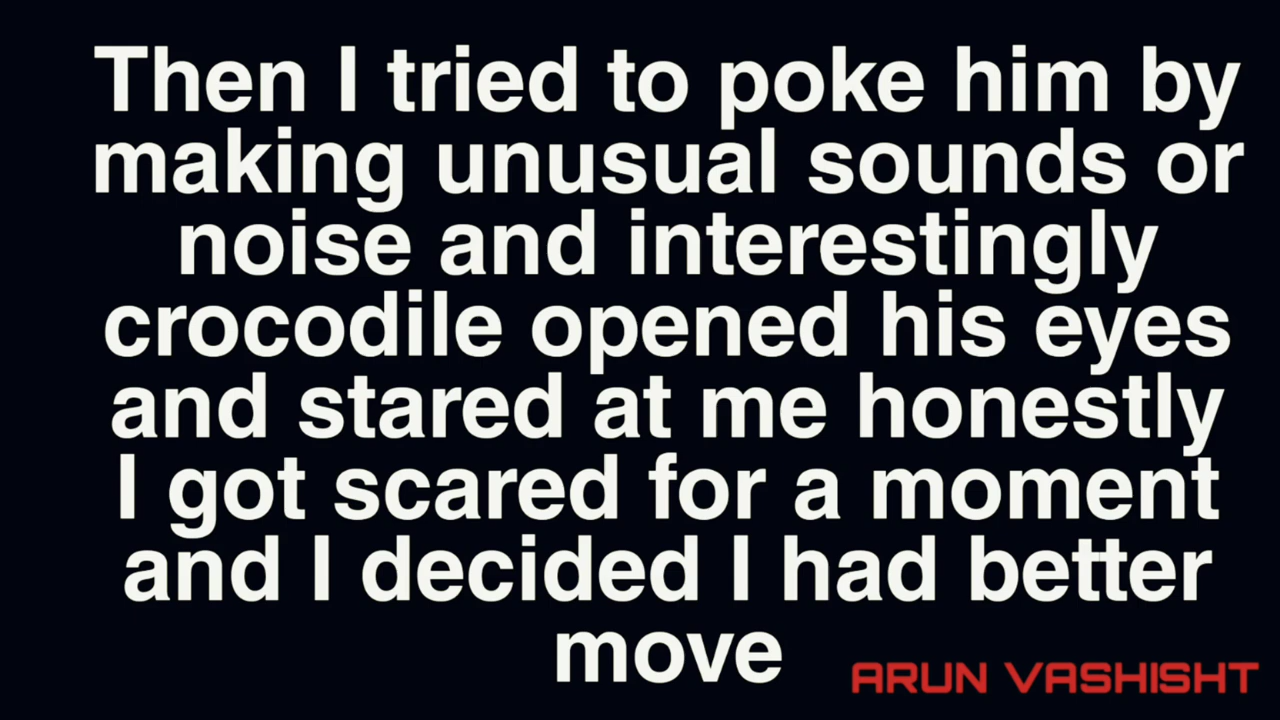 Then I tried to poke him by
making unusual sounds or
noise and interestingly
crocodile opened his eyes
and stared at me honestly
I got scared for a moment
and I decided I had better
move
ARUN VASHISHT